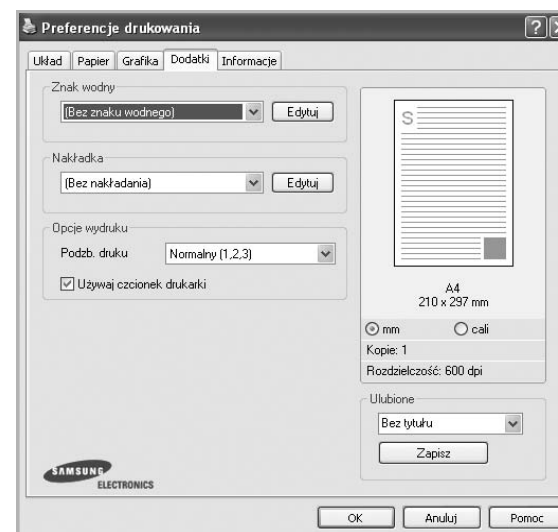 Preferencje drukowania
Układ Papier Grafika Dodatki Informacje
Znak wodny
(Bez znaku wodnego) Edytuj
Nakładka
(Bez nakładania) Edytuj
Opcje wydruku
Podzb. druku Normalny (1,2,3)
Używaj czcionek drukarki
S
A4
210 x 297 mm
mm cali
Kopie: 1
Rozdzielczość: 600 dpi
Ulubione
Bez tytułu
Zapisz
SAMSUNG
ELECTRONICS
OK Anuluj Pomoc